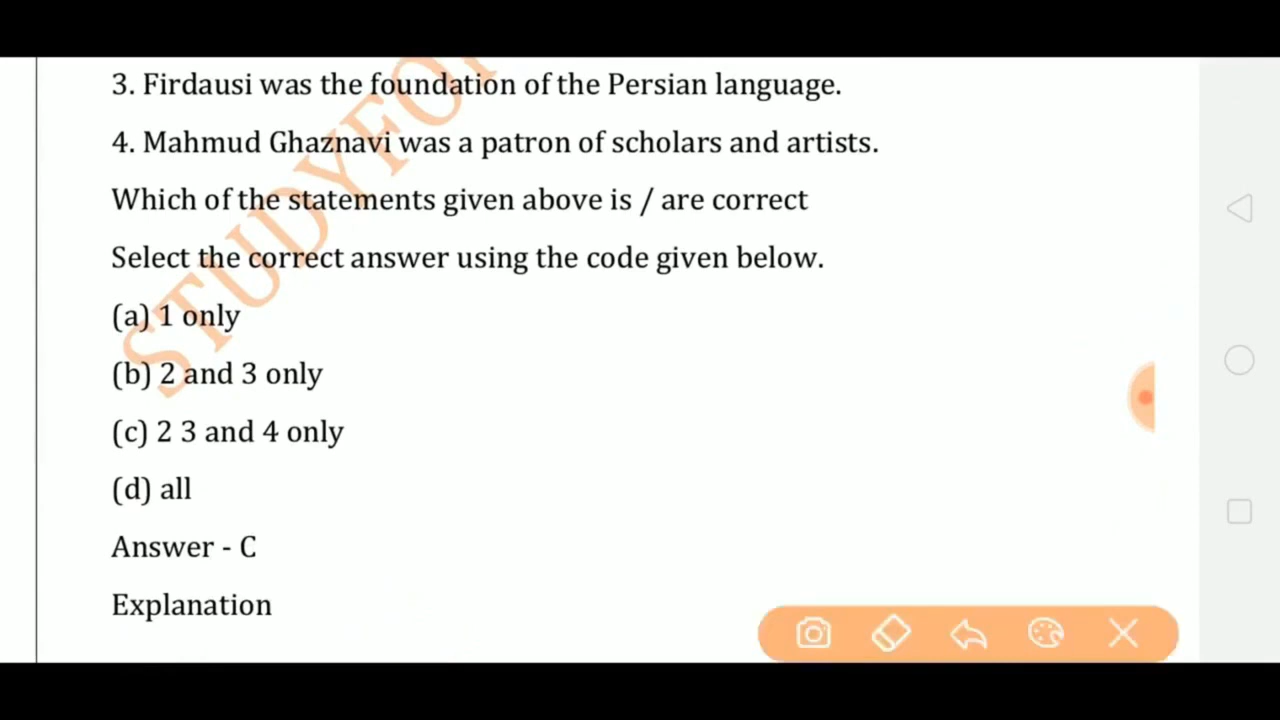 3. Firdausi was the foundation of the Persian language.
4. Mahmud Ghaznavi was a patron of scholars and artists.
Which of the statements given above is / are correct
Select the correct answer using the code given below.
(a) 1 only
(b) 2 and 3 only
(c) 2 3 and 4 only
(d) all
Answer - C
Explanation
STUDYFOR